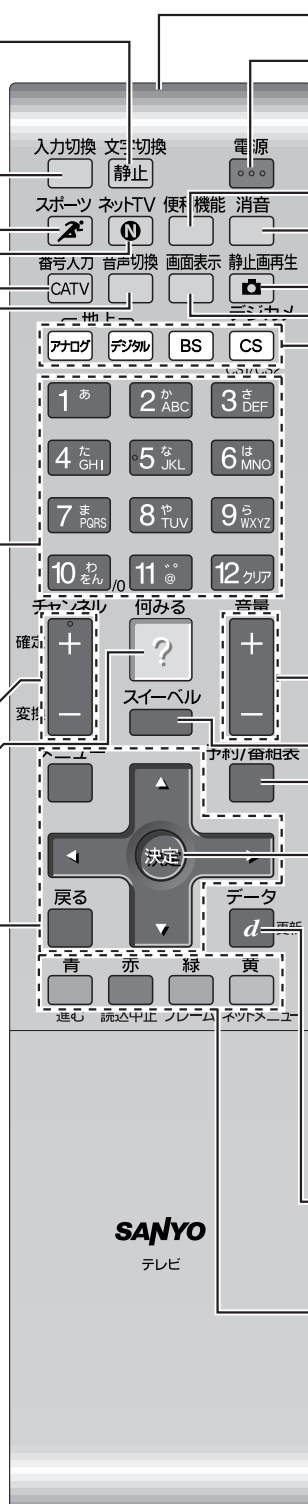 入力切換 文字切換 電源
静止
スポーツ ネットTV 便利機能 消音
N
番号入力 音声切換 画面表示 静止画再生
CATV
デジカメ
地上
アナログ デジタル BS CS
1 あ 2 か ABC 3 さ DEF
4 た GHI 5 な JKL 6 は MNO
7 ま PQRS 8 や TUV 9 ら WXYZ
10 わをん /0 11 ゛゜@ 12 クリア
チャンネル 何みる 音量
確定 + ? +
スイーベル
変換 − −
メニュー 予約/番組表
決定
戻る データ
d 更新
青 赤 緑 黄
進む 読込中止 フレーム ネットメニュー
SANYO
テレビ